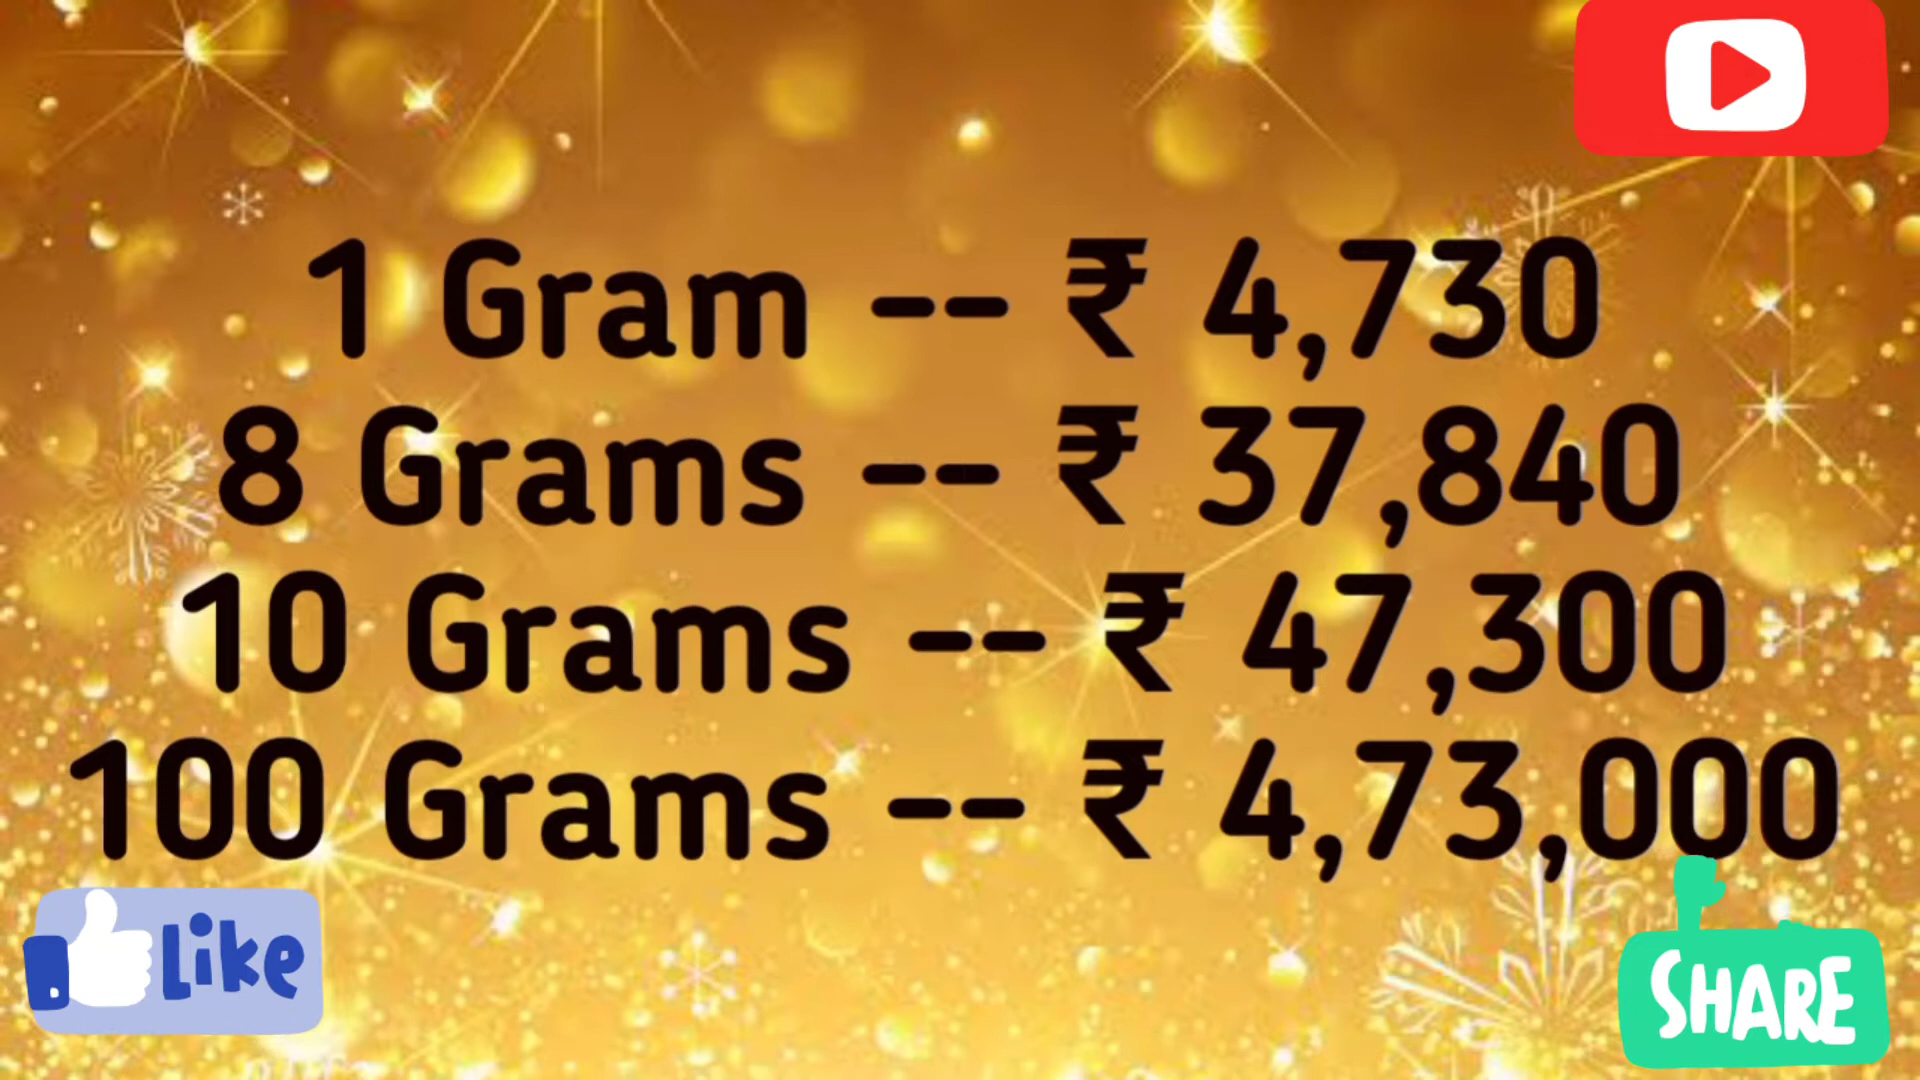 1 Gram -- ₹ 4,730
8 Grams -- ₹ 37,840
10 Grams -- ₹ 47,300
100 Grams -- ₹ 4,73,000
Like
SHARE